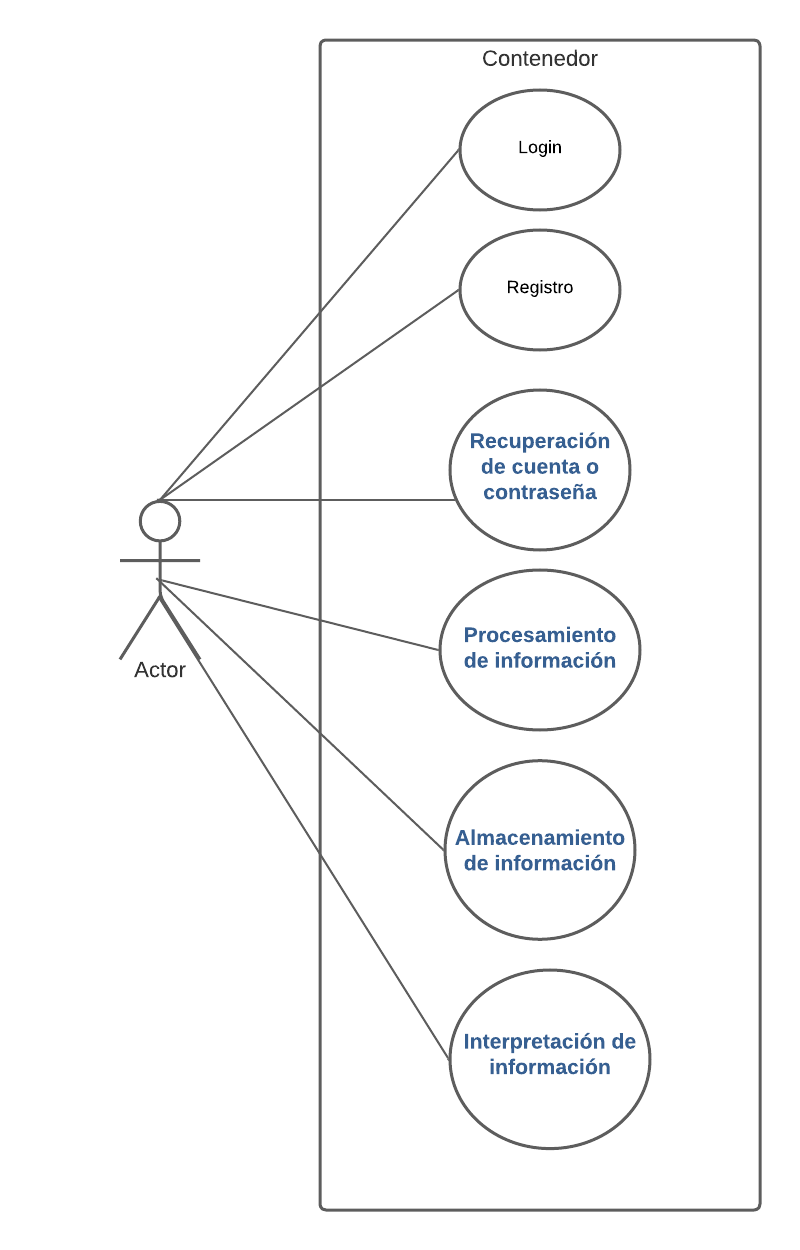 Contenedor
Login
Registro
Recuperación
de cuenta o
contraseña
Procesamiento
de información
Actor
Almacenamiento
de información
Interpretación de
información